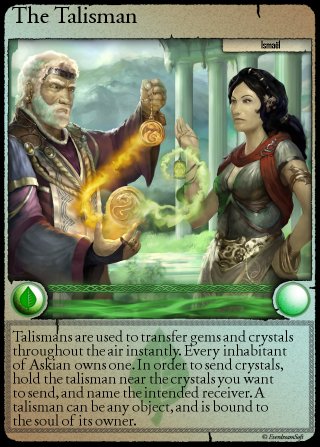 The Talisman
Ismaël
Talismans are used to transfer gems and crystals
throughout the air instantly. Every inhabitant
of Askian owns one. In order to send crystals,
hold the talisman near the crystals you want
to send, and name the intended receiver. A
talisman can be any object, and is bound to
the soul of its owner.
© EverdreamSoft